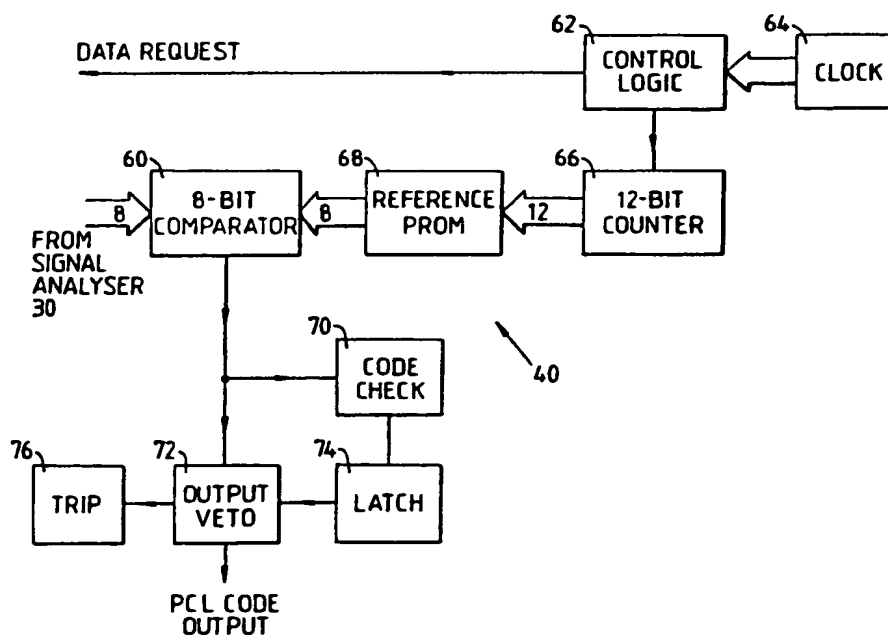 DATA REQUEST
62
CONTROL
LOGIC
64
CLOCK
60
8-BIT
COMPARATOR
68
REFERENCE
PROM
66
12-BIT
COUNTER
8
8
12
FROM
SIGNAL
ANALYSER
30
70
CODE
CHECK
40
76
TRIP
72
OUTPUT
VETO
74
LATCH
PCL CODE
OUTPUT